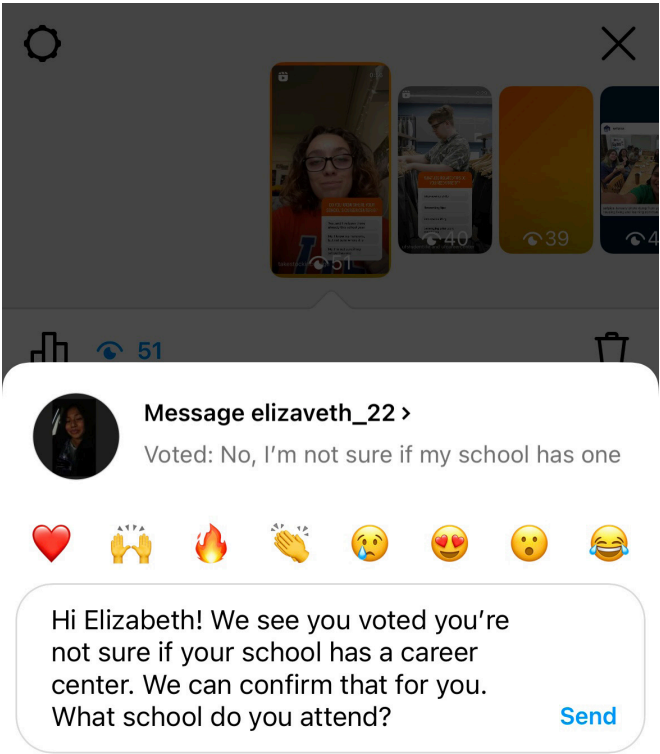 51
40
39
4
51
Message elizaveth_22 >
Voted: No, I’m not sure if my school has one
Hi Elizabeth! We see you voted you’re
not sure if your school has a career
center. We can confirm that for you.
What school do you attend?
Send